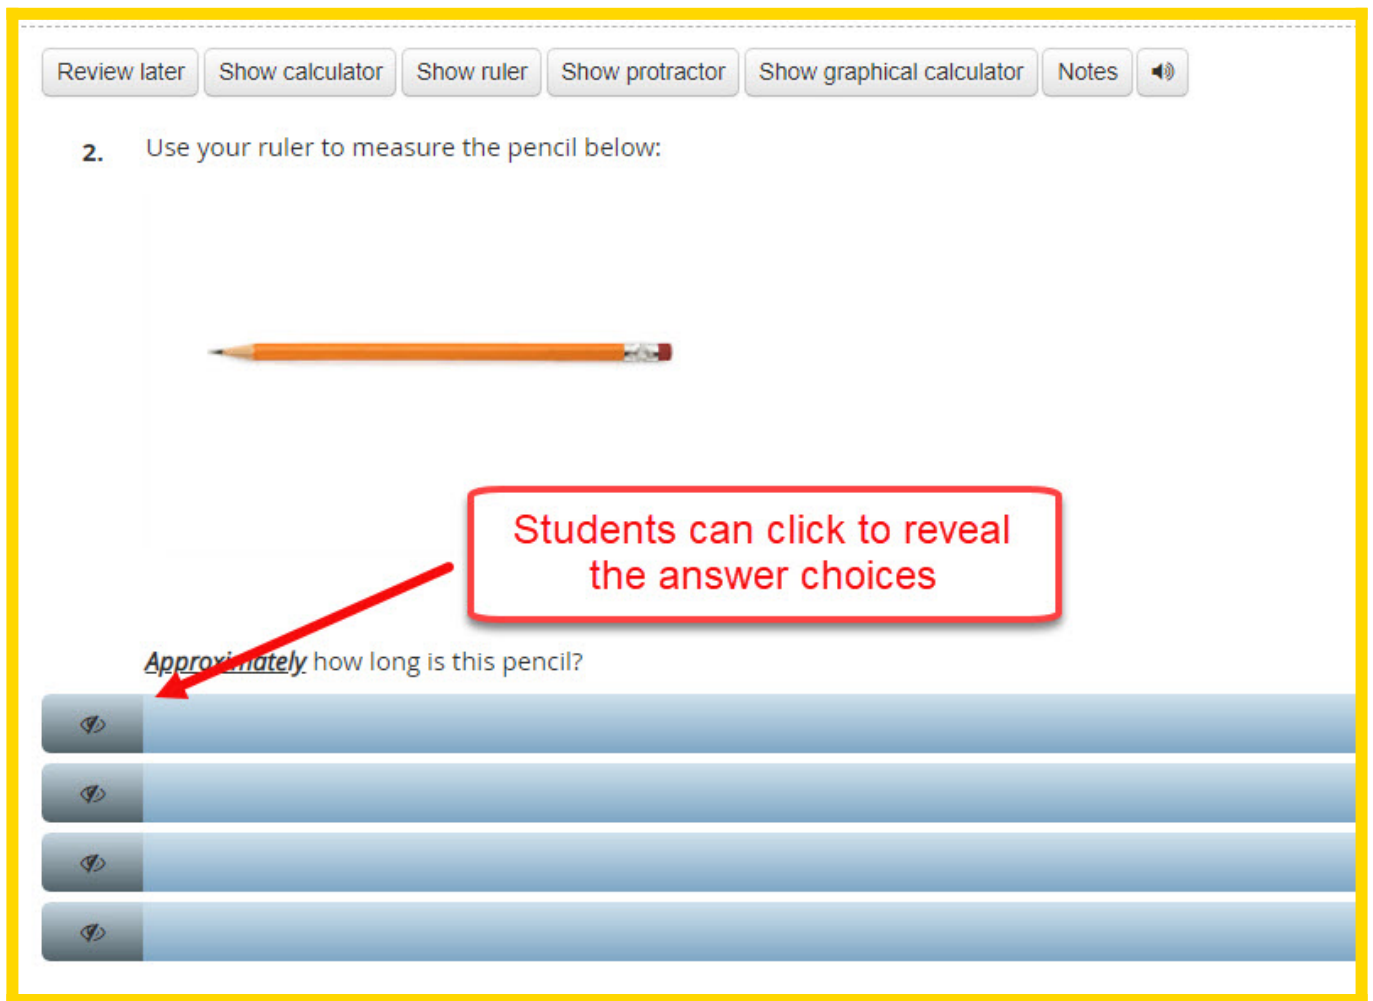 Review later Show calculator Show ruler Show protractor Show graphical calculator Notes
2. Use your ruler to measure the pencil below:
Students can click to reveal
the answer choices
Approximately how long is this pencil?